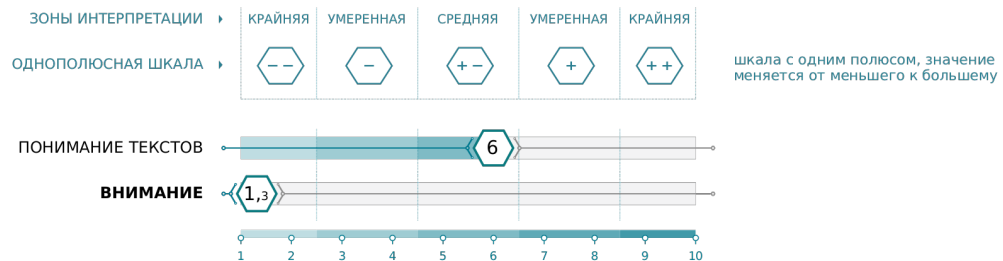 ЗОНЫ ИНТЕРПРЕТАЦИИ КРАЙНЯЯ УМЕРЕННАЯ СРЕДНЯЯ УМЕРЕННАЯ КРАЙНЯЯ
ОДНОПОЛЮСНАЯ ШКАЛА − − − + − + + +
шкала с одним полюсом, значение
меняется от меньшего к большему
ПОНИМАНИЕ ТЕКСТОВ 6
ВНИМАНИЕ 1,3
1 2 3 4 5 6 7 8 9 10